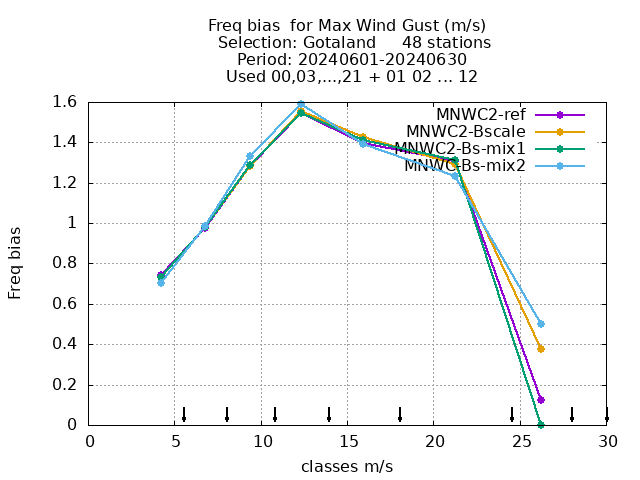 Freq bias  for Max Wind Gust (m/s)
Selection: Gotaland     48 stations
Period: 20240601-20240630
Used 00,03,...,21 + 01 02 ... 12
MNWC2-ref
MNWC2-Bscale
MNWC2-Bs-mix1
MNWC-Bs-mix2
1.6
1.4
1.2
1
0.8
0.6
0.4
0.2
0
Freq bias
0 5 10 15 20 25 30
classes m/s